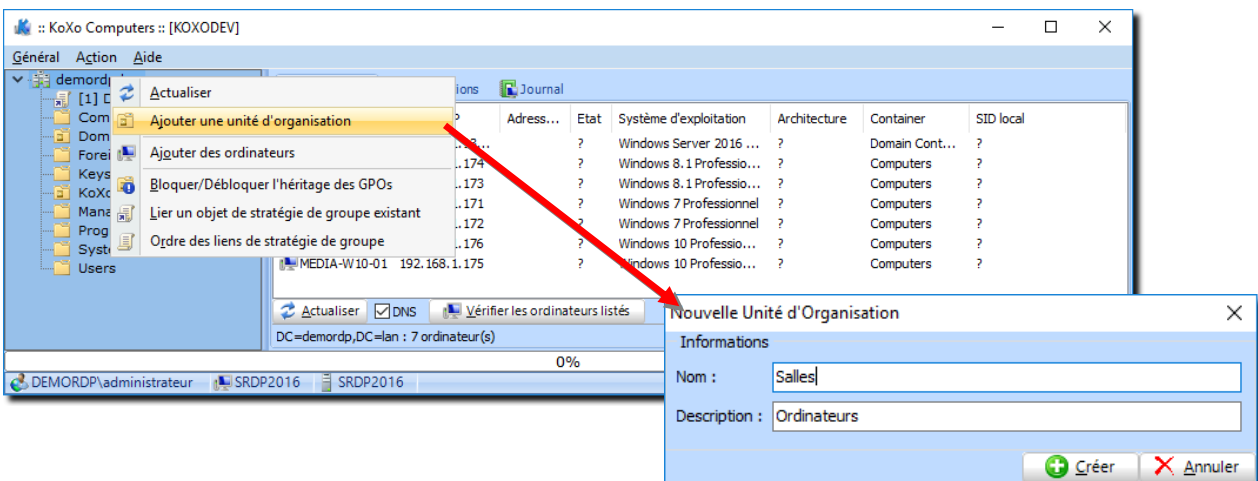 :: KoXo Computers :: [KOXODEV]
Général Action Aide
demordp
ions Journal
[1] D
Com
Dom
Forei
Keys
KoXo
Mana
Prog
Syst
Users
Actualiser
Ajouter une unité d'organisation
Ajouter des ordinateurs
Bloquer/Débloquer l'héritage des GPOs
Lier un objet de stratégie de groupe existant
Ordre des liens de stratégie de groupe
Adress... Etat Système d'exploitation Architecture Container SID local
? Windows Server 2016 ... ? Domain Cont... ?
.174 ? Windows 8.1 Professio... ? Computers ?
.173 ? Windows 8.1 Professio... ? Computers ?
.171 ? Windows 7 Professionnel ? Computers ?
.172 ? Windows 7 Professionnel ? Computers ?
.176 ? Windows 10 Professio... ? Computers ?
MEDIA-W10-01 192.168.1.175 ? Windows 10 Professio... ? Computers ?
Actualiser DNS Vérifier les ordinateurs listés
DC=demordp,DC=lan : 7 ordinateur(s)
0%
DEMORDP\administrateur SRDP2016 SRDP2016
Nouvelle Unité d'Organisation
Informations
Nom : Salles
Description : Ordinateurs
Créer Annuler